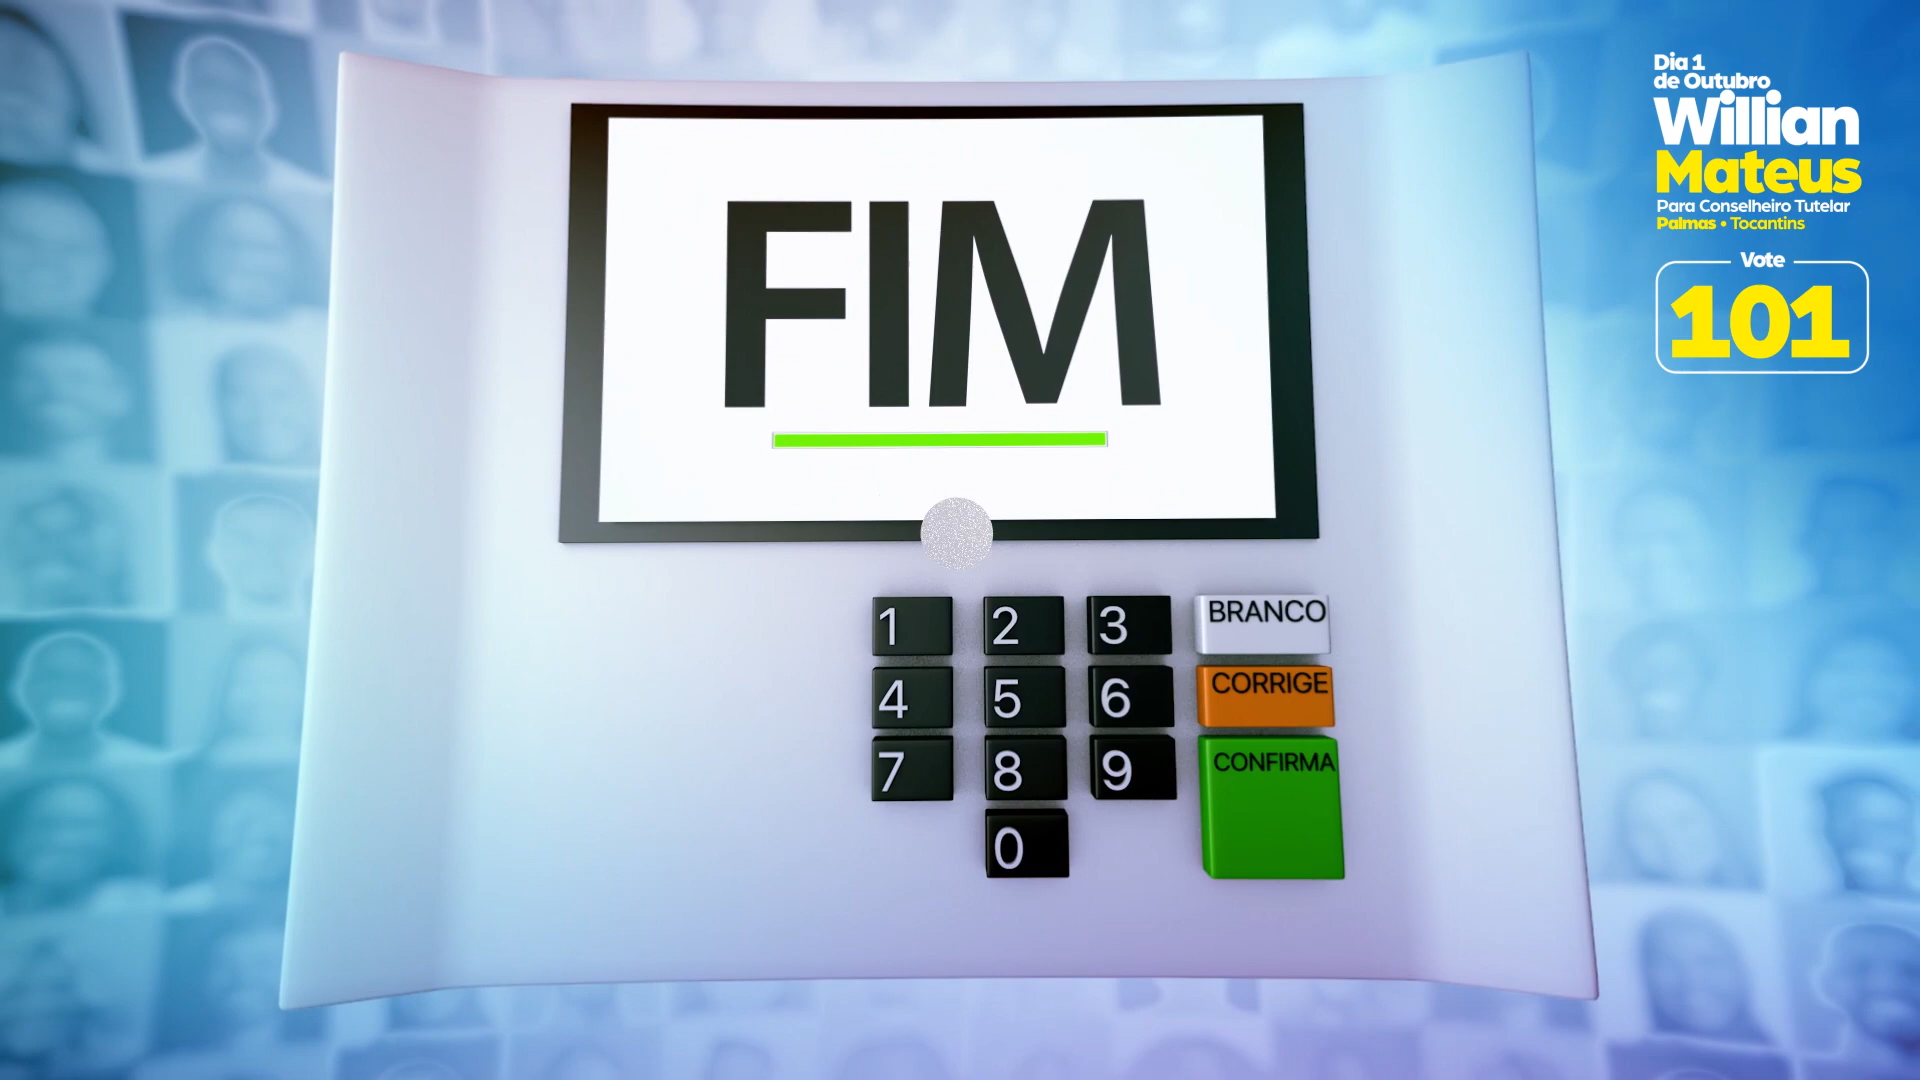 FIM
1 2 3 BRANCO
4 5 6 CORRIGE
7 8 9 CONFIRMA
0
Dia 1
de Outubro
Willian
Mateus
Para Conselheiro Tutelar
Palmas • Tocantins
Vote
101